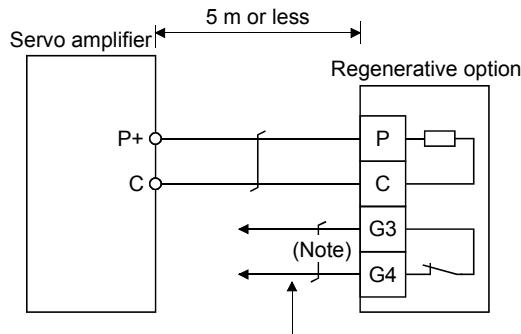 5 m or less
Servo amplifier
Regenerative option
P+
P
C
C
G3
(Note)
G4